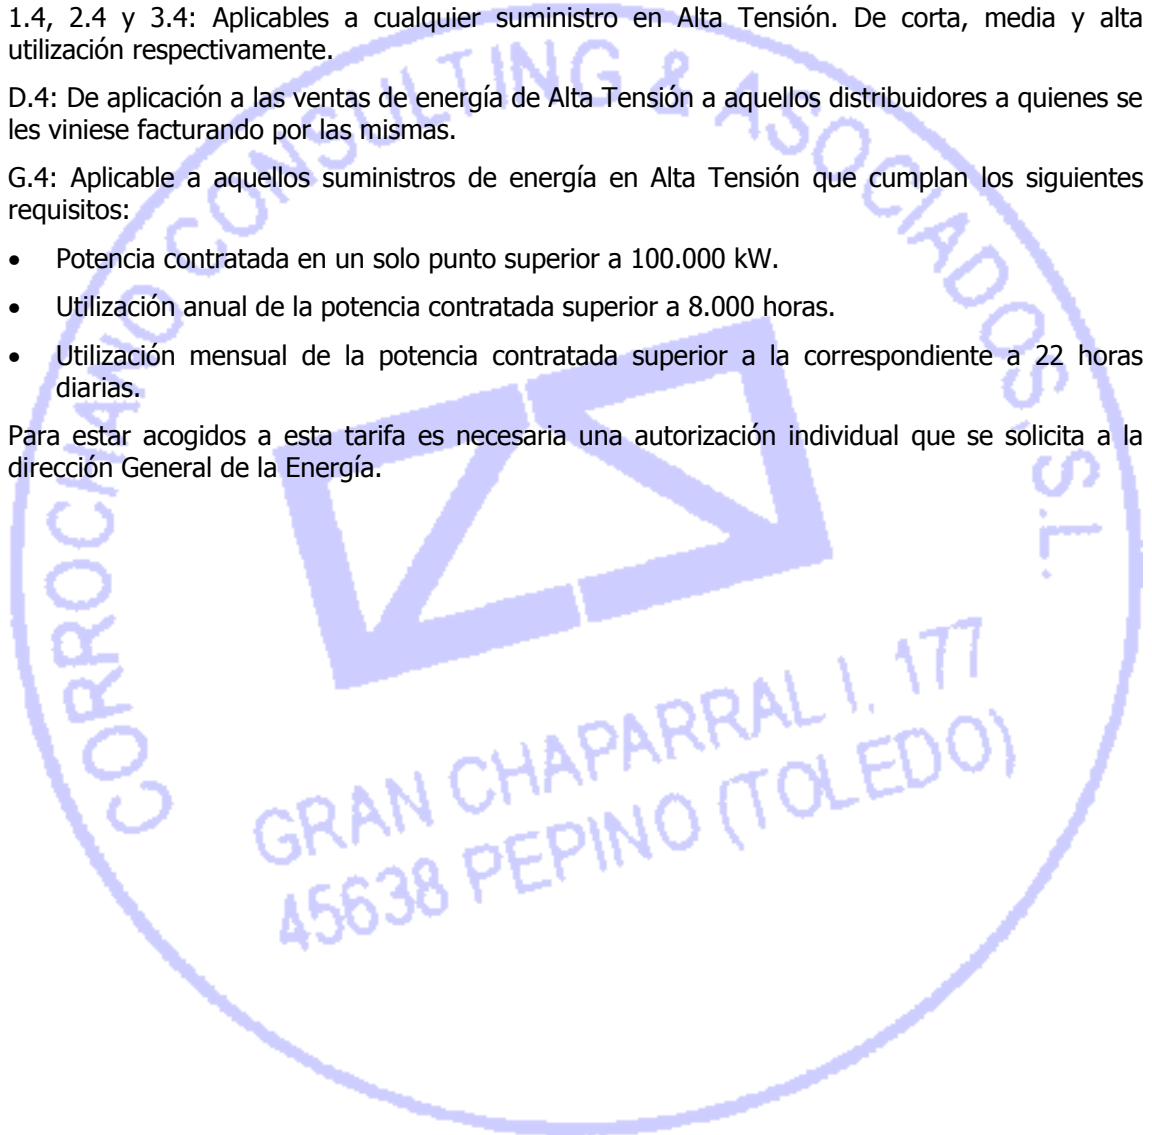 1.4, 2.4 y 3.4: Aplicables a cualquier suministro en Alta Tensión. De corta, media y alta
utilización respectivamente.
D.4: De aplicación a las ventas de energía de Alta Tensión a aquellos distribuidores a quienes se
les viniese facturando por las mismas.
G.4: Aplicable a aquellos suministros de energía en Alta Tensión que cumplan los siguientes
requisitos:
• Potencia contratada en un solo punto superior a 100.000 kW.
• Utilización anual de la potencia contratada superior a 8.000 horas.
• Utilización mensual de la potencia contratada superior a la correspondiente a 22 horas
diarias.
Para estar acogidos a esta tarifa es necesaria una autorización individual que se solicita a la
dirección General de la Energía.
CORROCHANO CONSULTING & ASOCIADOS, S.L.
GRAN CHAPARRAL I, 177
45638 PEPINO (TOLEDO)